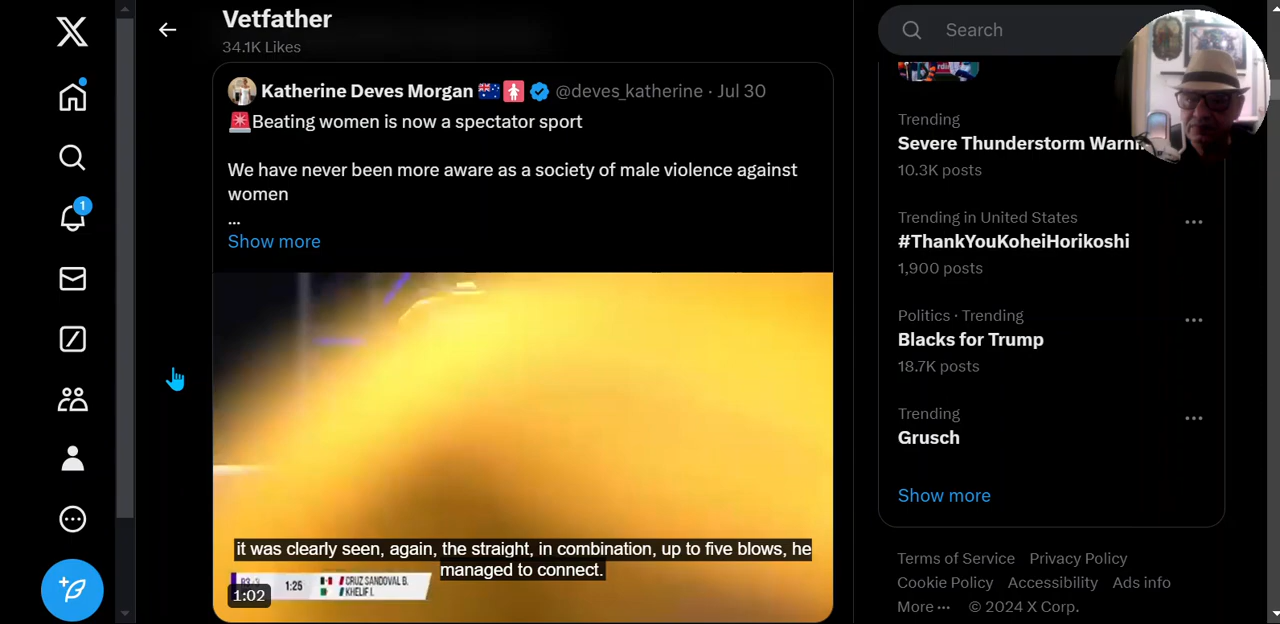 Vetfather
34.1K Likes
Katherine Deves Morgan 🇦🇺🚺 @deves_katherine · Jul 30
🚨Beating women is now a spectator sport
We have never been more aware as a society of male violence against
women
...
Show more
it was clearly seen, again, the straight, in combination, up to five blows, he
managed to connect.
1:25
CRUZ SANDOVAL B.
KHELIF I.
1:02
1
Search
Trending
Severe Thunderstorm
10.3K posts
Trending in United States
#ThankYouKoheiHorikoshi
1,900 posts
Politics · Trending
Blacks for Trump
18.7K posts
Trending
Grusch
Show more
Terms of Service Privacy Policy
Cookie Policy Accessibility Ads info
More ··· © 2024 X Corp.